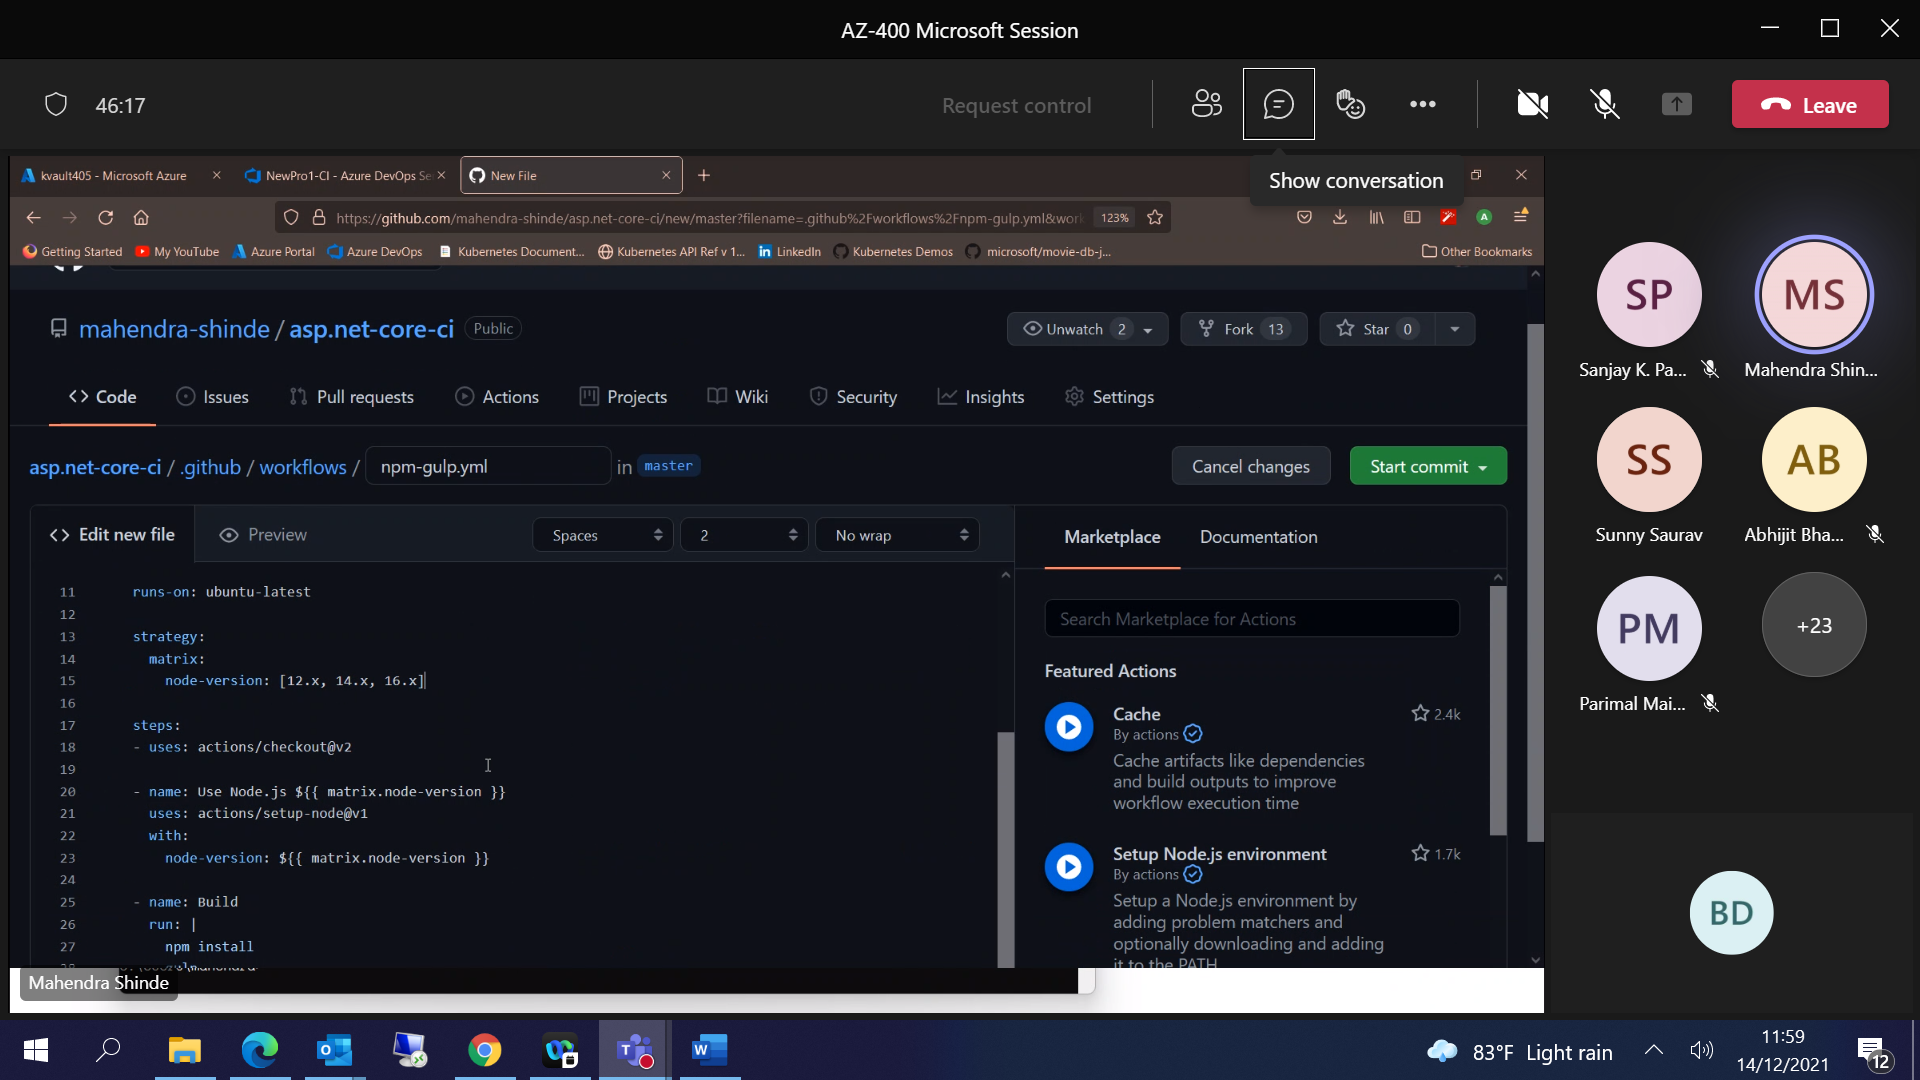 AZ-400 Microsoft Session
46:17
Request control
Leave
Show conversation
kvault405 - Microsoft Azure
NewPro1-CI - Azure DevOps Se
New File
https://github.com/mahendra-shinde/asp.net-core-ci/new/master?filename=.github%2Fworkflows%2Fnpm-gulp.yml&work
123%
A
Getting Started
My YouTube
Azure Portal
Azure DevOps
Kubernetes Document...
Kubernetes API Ref v 1...
LinkedIn
Kubernetes Demos
microsoft/movie-db-j...
Other Bookmarks
mahendra-shinde / asp.net-core-ci Public
Unwatch 2
Fork 13
Star 0
<> Code
Issues
Pull requests
Actions
Projects
Wiki
Security
Insights
Settings
asp.net-core-ci / .github / workflows / npm-gulp.yml in master
Cancel changes
Start commit
<> Edit new file
Preview
Spaces
2
No wrap
Marketplace
Documentation
11 runs-on: ubuntu-latest
12
13 strategy:
14 matrix:
15 node-version: [12.x, 14.x, 16.x]
16
17 steps:
18 - uses: actions/checkout@v2
19
20 - name: Use Node.js ${{ matrix.node-version }}
21 uses: actions/setup-node@v1
22 with:
23 node-version: ${{ matrix.node-version }}
24
25 - name: Build
26 run: |
27 npm install
Search Marketplace for Actions
Featured Actions
Cache
2.4k
By actions
Cache artifacts like dependencies
and build outputs to improve
workflow execution time
Setup Node.js environment
1.7k
By actions
Setup a Node.js environment by
adding problem matchers and
optionally downloading and adding
it to the PATH
Mahendra Shinde
SP
Sanjay K. Pa...
MS
Mahendra Shin...
SS
Sunny Saurav
AB
Abhijit Bha...
PM
Parimal Mai...
+23
BD
83°F Light rain
11:59
14/12/2021
12